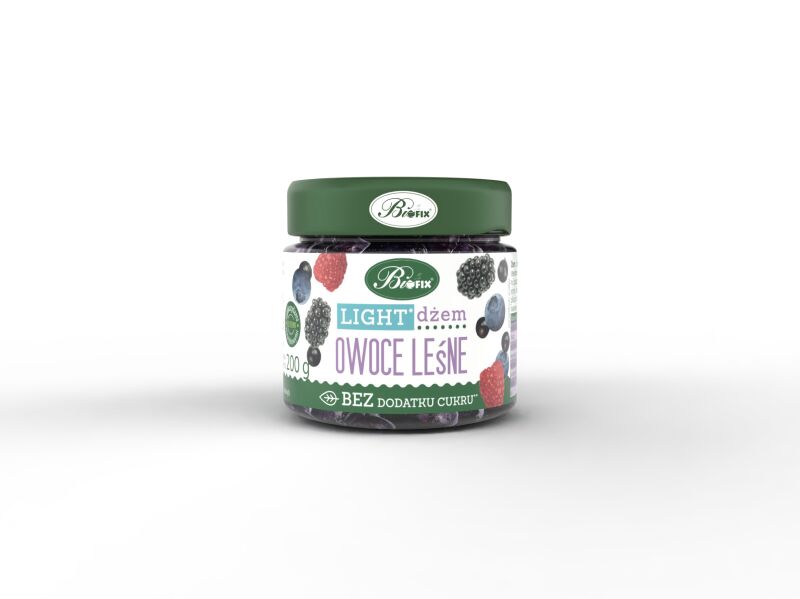 BioFIX®
BioFIX®
LIGHT* dżem
OWOCE LEśNE
200 g
BEZ DODATKU CUKRU**